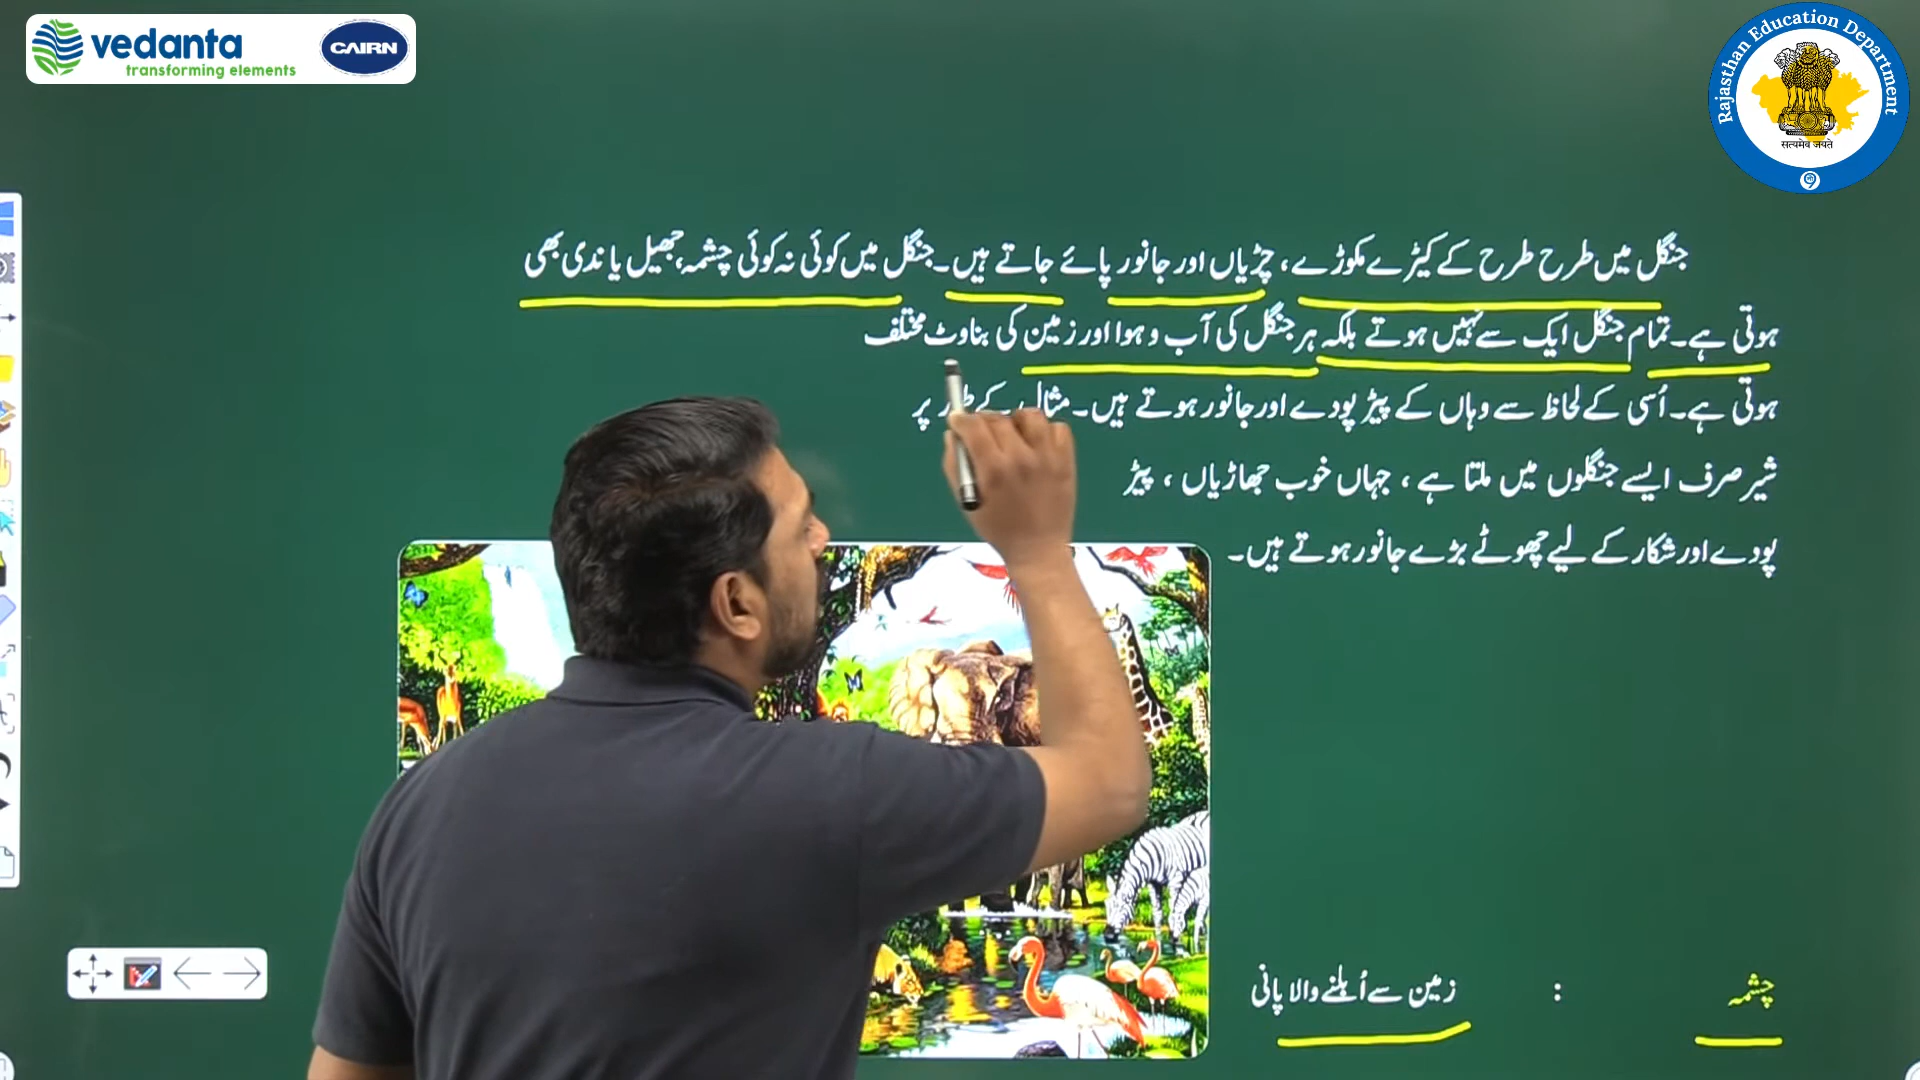 vedanta
transforming elements
CAIRN
Rajasthan Education Department
सत्यमेव जयते
جنگل میں طرح طرح کے کیڑے مکوڑے، چڑیاں اور جانور پائے جاتے ہیں۔ جنگل میں کوئی نہ کوئی چشمہ، جھیل یا ندی بھی
ہوتی ہے۔ تمام جنگل ایک سے نہیں ہوتے بلکہ ہر جنگل کی آب و ہوا اور زمین کی بناوٹ مختلف
ہوتی ہے۔ اُسی کے لحاظ سے وہاں کے پیڑ پودے اور جانور ہوتے ہیں۔ مثال کے طور پر
شیر صرف ایسے جنگلوں میں ملتا ہے ، جہاں خوب جھاڑیاں ، پیڑ
پودے اور شکار کے لیے چھوٹے بڑے جانور ہوتے ہیں۔
چشمہ : زمین سے اُبلنے والا پانی